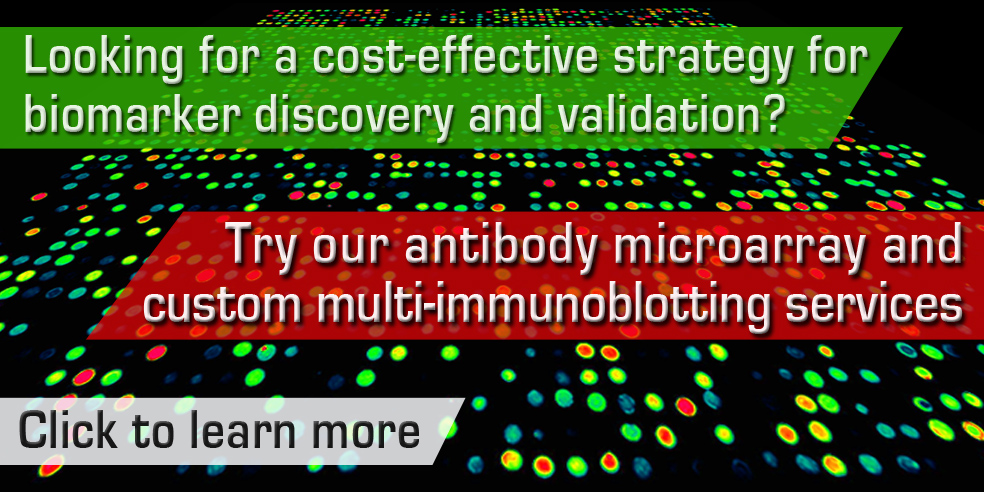 Looking for a cost-effective strategy for
biomarker discovery and validation?
Try our antibody microarray and
custom multi-immunoblotting services
Click to learn more